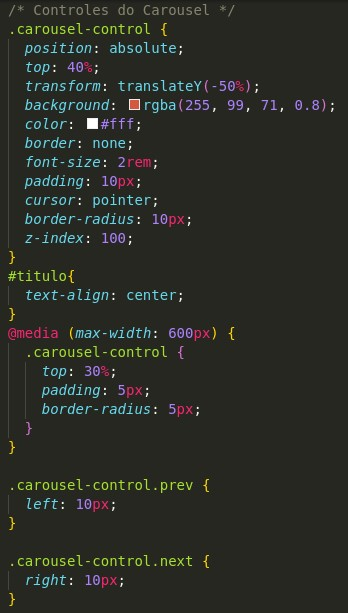 /* Controles do Carousel */
.carousel-control {
  position: absolute;
  top: 40%;
  transform: translateY(-50%);
  background: rgba(255, 99, 71, 0.8);
  color: #fff;
  border: none;
  font-size: 2rem;
  padding: 10px;
  cursor: pointer;
  border-radius: 10px;
  z-index: 100;
}
#titulo{
  text-align: center;
}
@media (max-width: 600px) {
  .carousel-control {
    top: 30%;
    padding: 5px;
    border-radius: 5px;
  }
}

.carousel-control.prev {
  left: 10px;
}

.carousel-control.next {
  right: 10px;
}